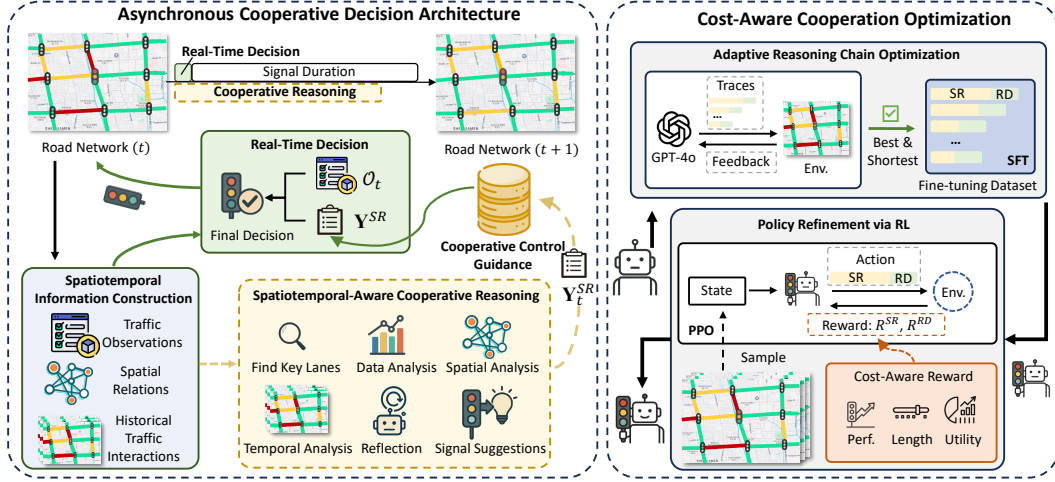 Asynchronous Cooperative Decision Architecture
Real-Time Decision
Signal Duration
Cooperative Reasoning
Road Network (t)
Road Network (t + 1)
Real-Time Decision
O_t
Y^{SR}
Final Decision
Cooperative Control
Guidance
Y_t^{SR}
Spatiotemporal
Information Construction
Traffic
Observations
Spatial
Relations
Historical
Traffic
Interactions
Spatiotemporal-Aware Cooperative Reasoning
Find Key Lanes
Data Analysis
Spatial Analysis
Temporal Analysis
Reflection
Signal Suggestions
Cost-Aware Cooperation Optimization
Adaptive Reasoning Chain Optimization
Traces
...
GPT-4o
Feedback
Env.
Best &
Shortest
SR
RD
...
SFT
Fine-tuning Dataset
Policy Refinement via RL
Action
SR
RD
State
Env.
PPO
Reward: R^{SR}, R^{RD}
Sample
Cost-Aware Reward
Perf.
Length
Utility